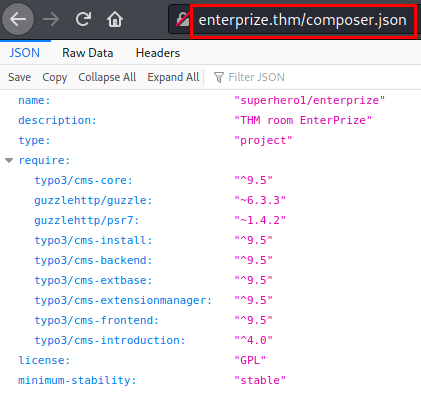 enterprize.thm/composer.json
JSON Raw Data Headers
Save Copy Collapse All Expand All Filter JSON
name: "superhero1/enterprize"
description: "THM room EnterPrize"
type: "project"
require:
typo3/cms-core: "^9.5"
guzzlehttp/guzzle: "~6.3.3"
guzzlehttp/psr7: "~1.4.2"
typo3/cms-install: "^9.5"
typo3/cms-backend: "^9.5"
typo3/cms-extbase: "^9.5"
typo3/cms-extensionmanager: "^9.5"
typo3/cms-frontend: "^9.5"
typo3/cms-introduction: "^4.0"
license: "GPL"
minimum-stability: "stable"